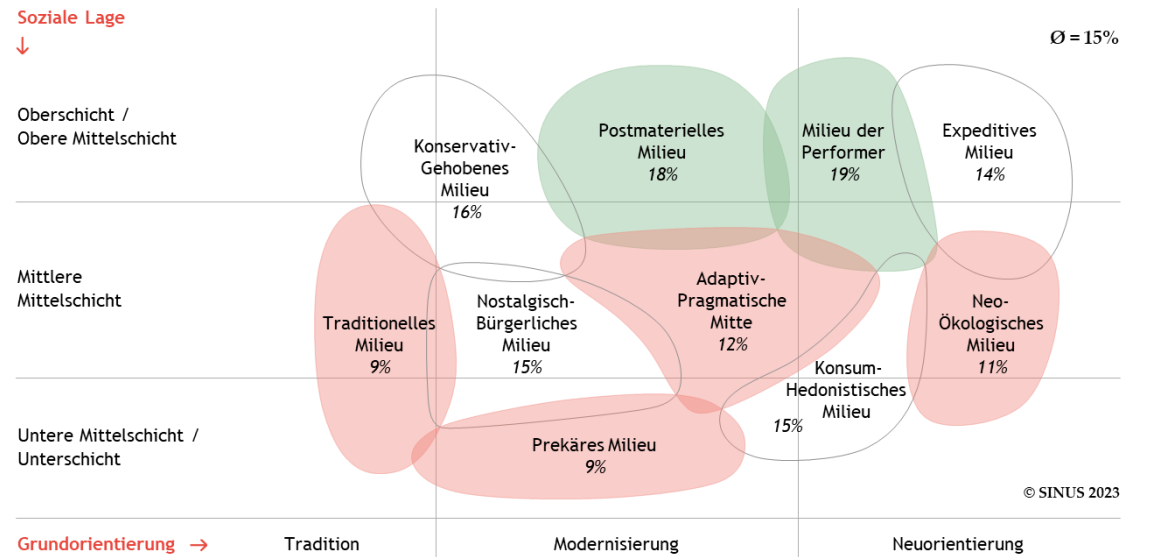 Soziale Lage
↓
Ø = 15%
Oberschicht /
Obere Mittelschicht
Konservativ-
Gehobenes
Milieu
16%
Postmaterielles
Milieu
18%
Milieu der
Performer
19%
Expeditives
Milieu
14%
Mittlere
Mittelschicht
Traditionelles
Milieu
9%
Nostalgisch-
Bürgerliches
Milieu
15%
Adaptiv-
Pragmatische
Mitte
12%
Neo-
Ökologisches
Milieu
11%
Konsum-
Hedonistisches
Milieu
15%
Untere Mittelschicht /
Unterschicht
Prekäres Milieu
9%
© SINUS 2023
Grundorientierung →
Tradition
Modernisierung
Neuorientierung